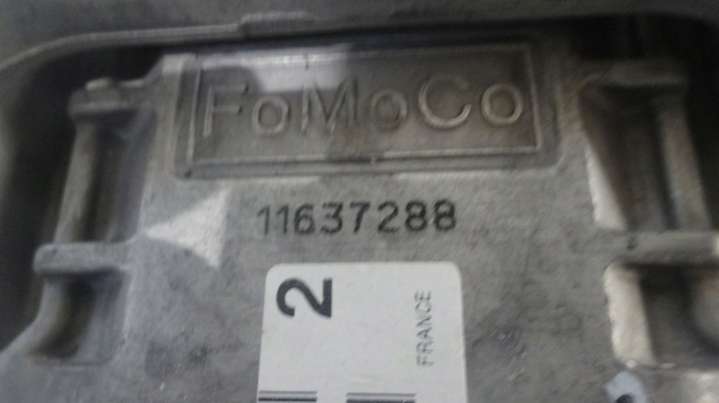 FoMoCo
11637288
2
FRANCE